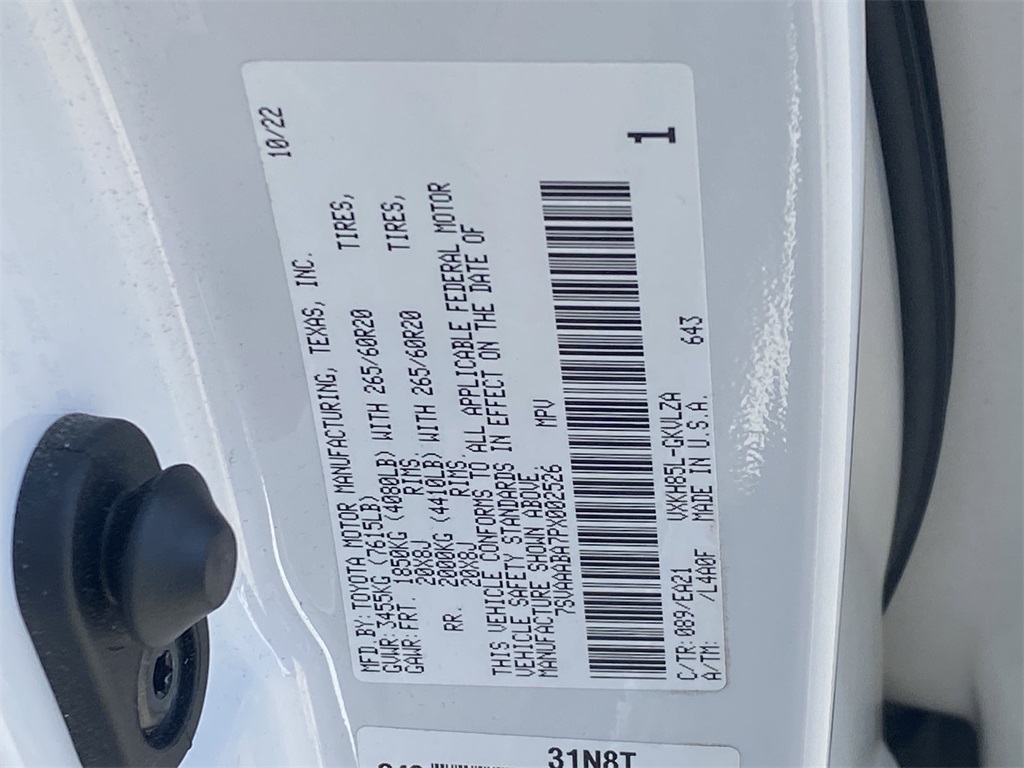 MFD.BY:TOYOTA MOTOR MANUFACTURING, TEXAS, INC. 10/22
GVWR:3455KG (7615LB)
GAWR:FRT. 1850KG (4080LB) WITH 265/60R20 TIRES,
20X8J RIMS,
RR. 2000KG (4410LB) WITH 265/60R20 TIRES,
20X8J RIMS
THIS VEHICLE CONFORMS TO ALL APPLICABLE FEDERAL MOTOR
VEHICLE SAFETY STANDARDS IN EFFECT ON THE DATE OF
MANUFACTURE SHOWN ABOVE.
7SVAAABA7PX002526 MPV
1
C/TR:089/EA21 VXKH85L-GKVLZA 643
A/TM: /L440F MADE IN U.S.A.
31N8T